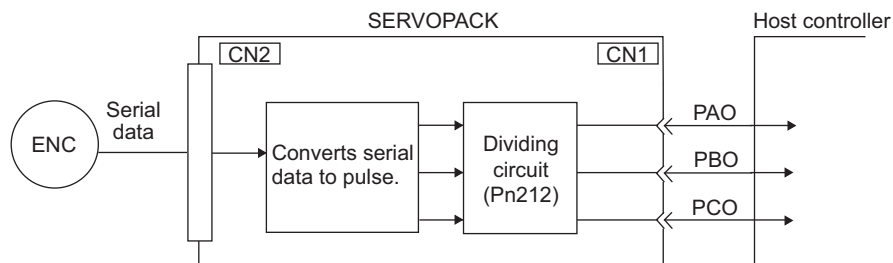 SERVOPACK
Host controller
CN2
CN1
ENC
Serial
data
Converts serial
data to pulse.
Dividing
circuit
(Pn212)
PAO
PBO
PCO